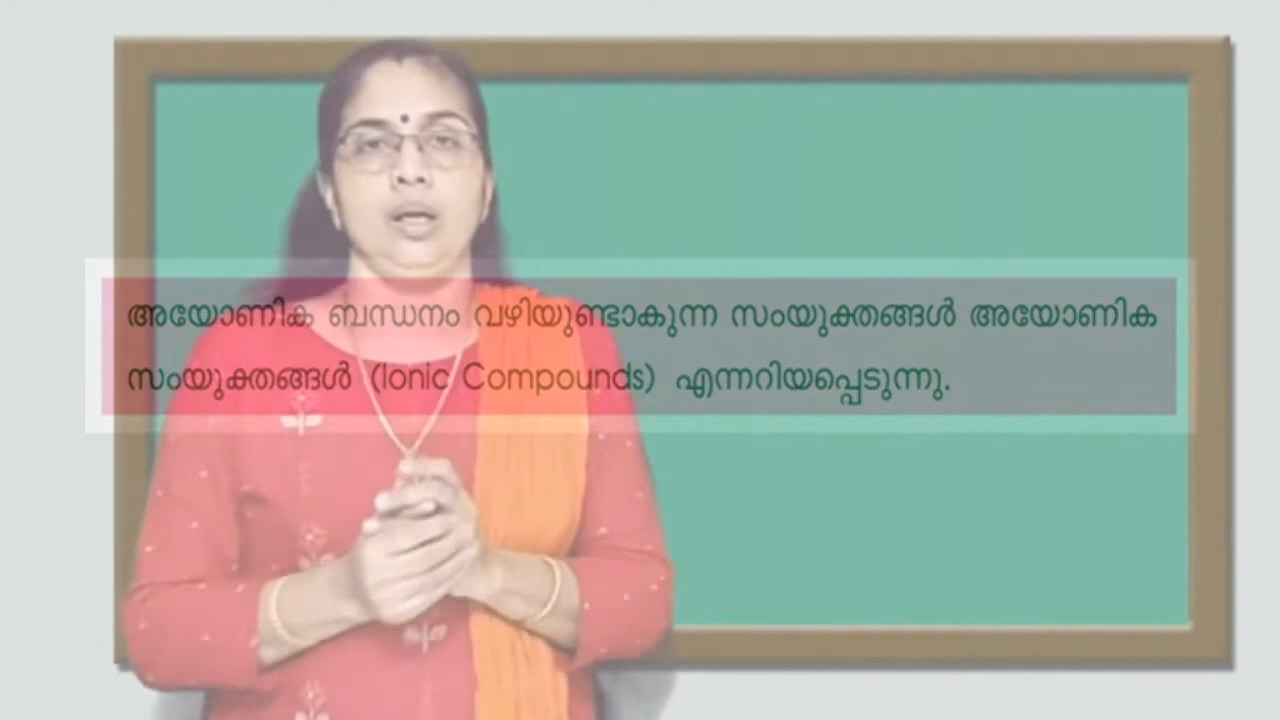 അയോണിക ബന്ധനം വഴിയുണ്ടാകുന്ന സംയുക്തങ്ങൾ അയോണിക
സംയുക്തങ്ങൾ (Ionic Compounds) എന്നറിയപ്പെടുന്നു.